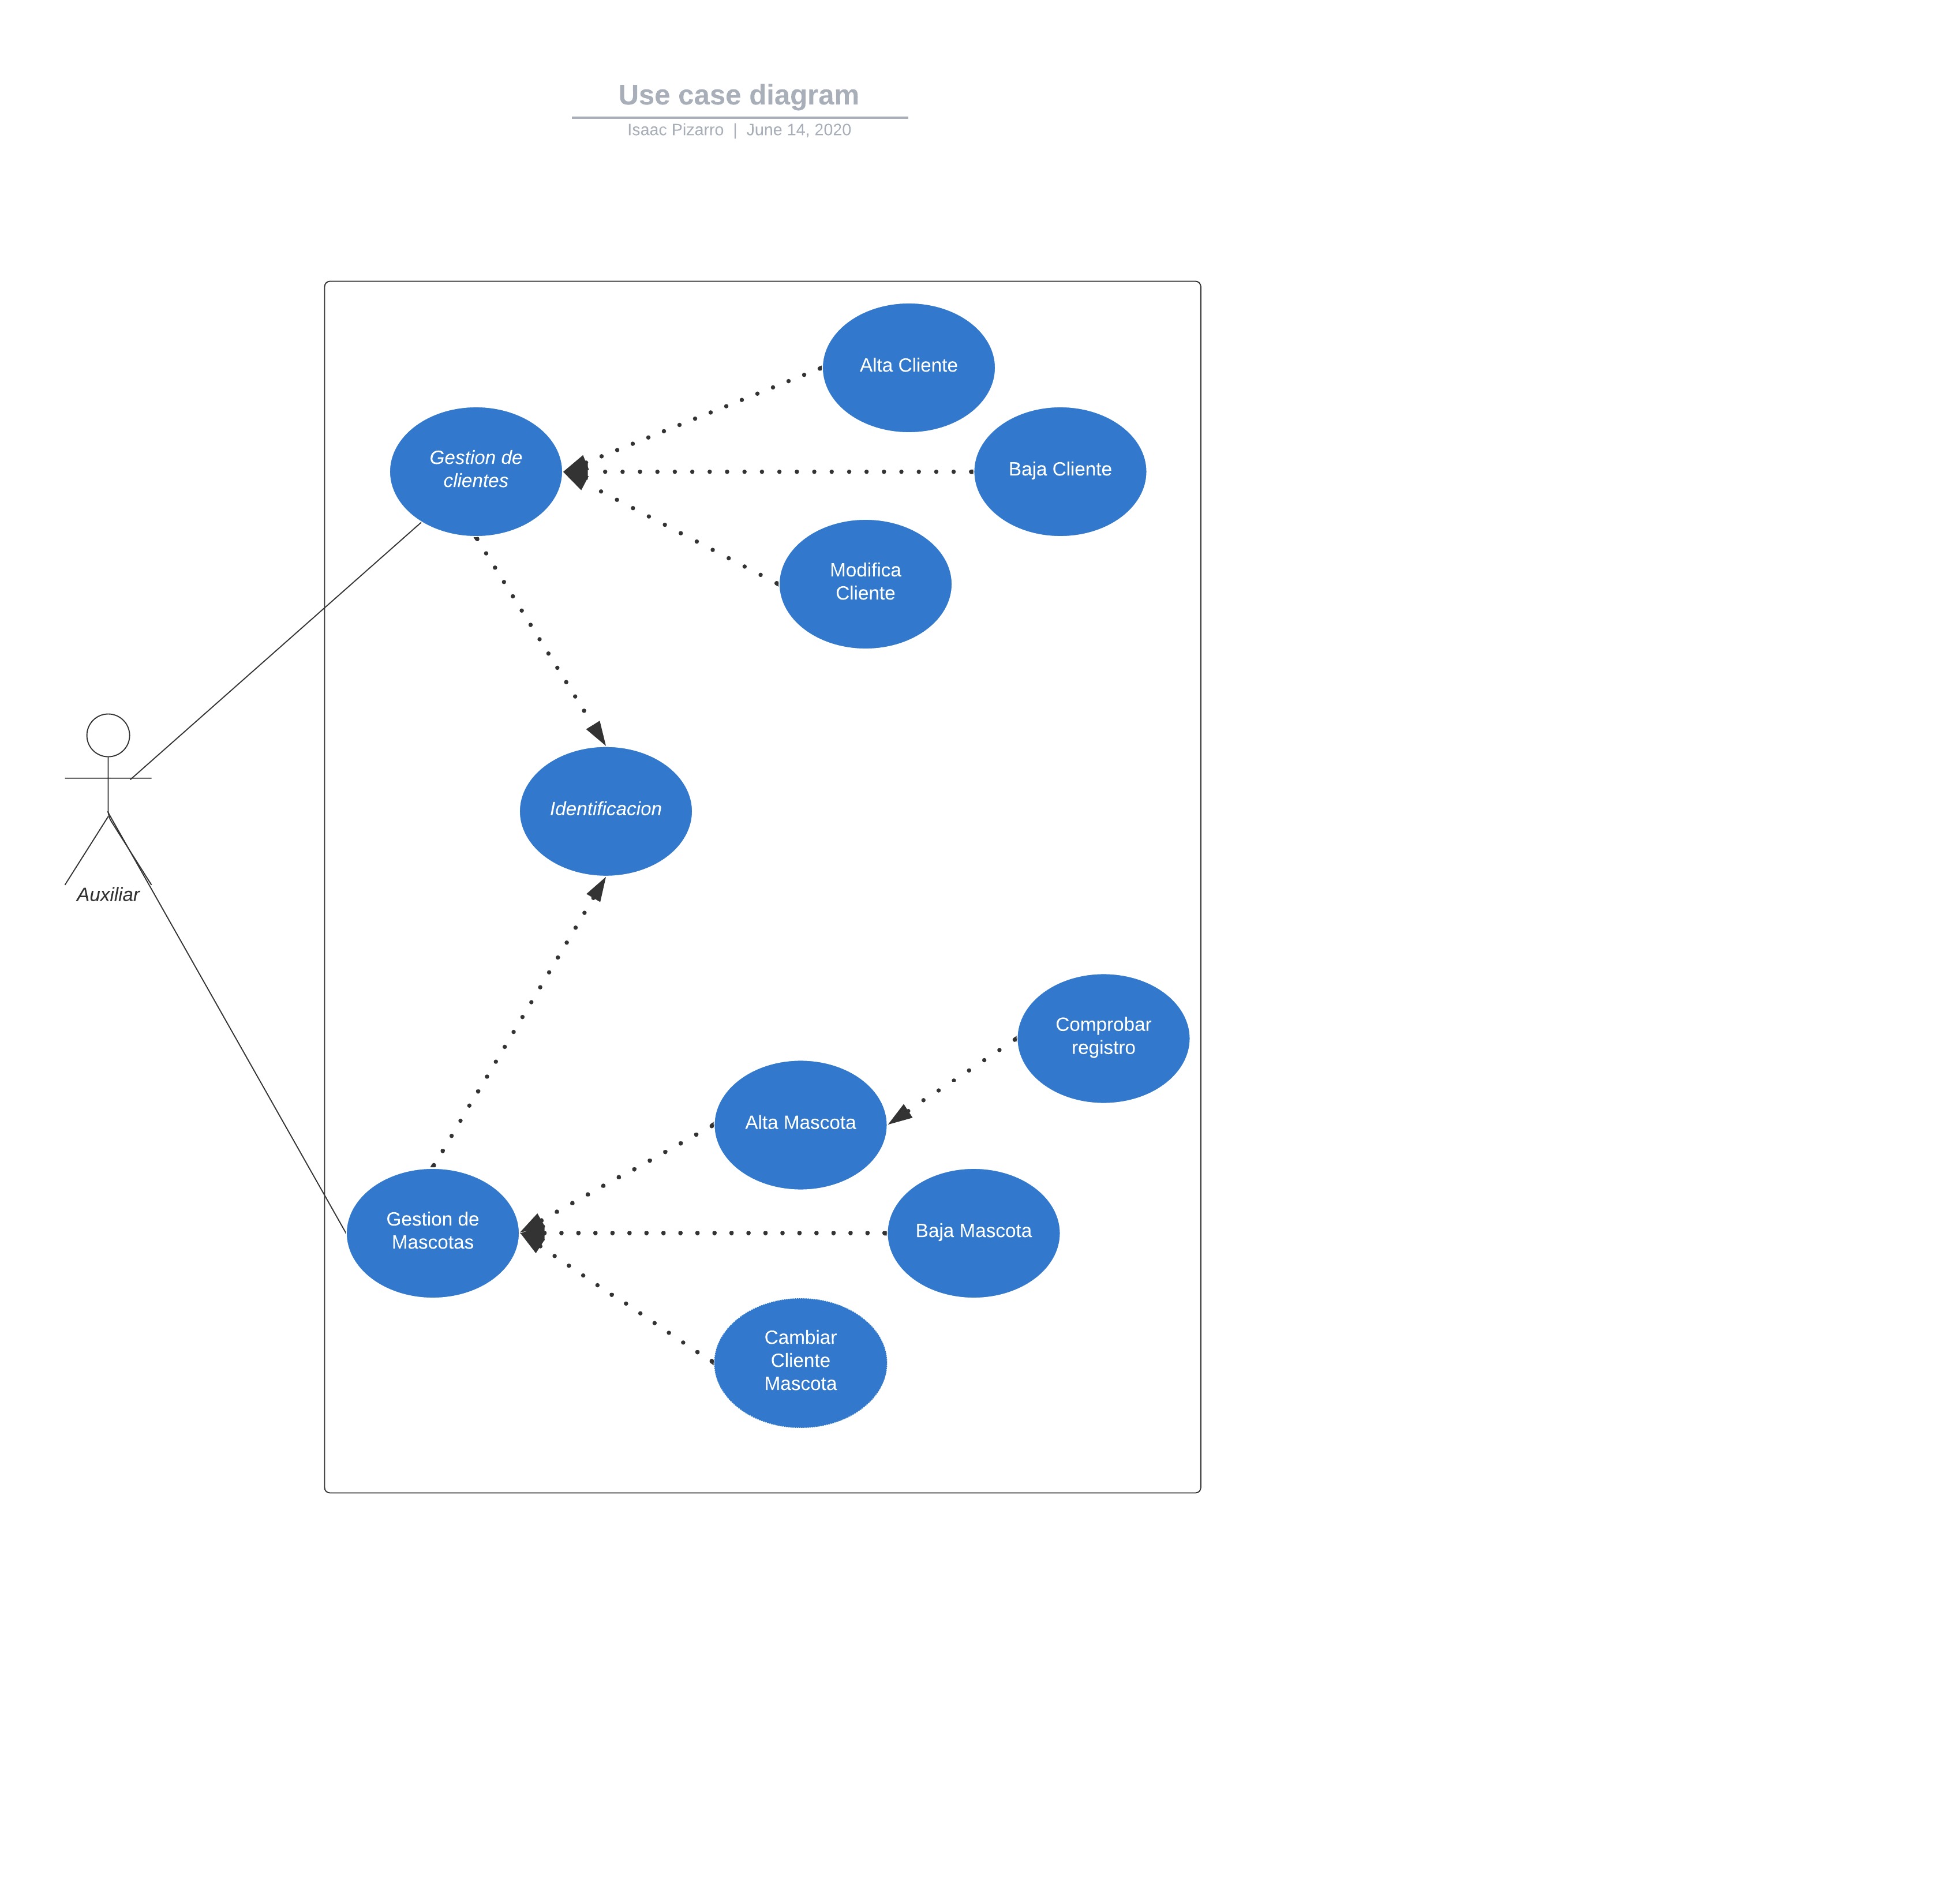 Use case diagram
Isaac Pizarro | June 14, 2020
Alta Cliente
Gestion de
clientes
Baja Cliente
Modifica
Cliente
Identificacion
Auxiliar
Comprobar
registro
Alta Mascota
Gestion de
Mascotas
Baja Mascota
Cambiar
Cliente
Mascota